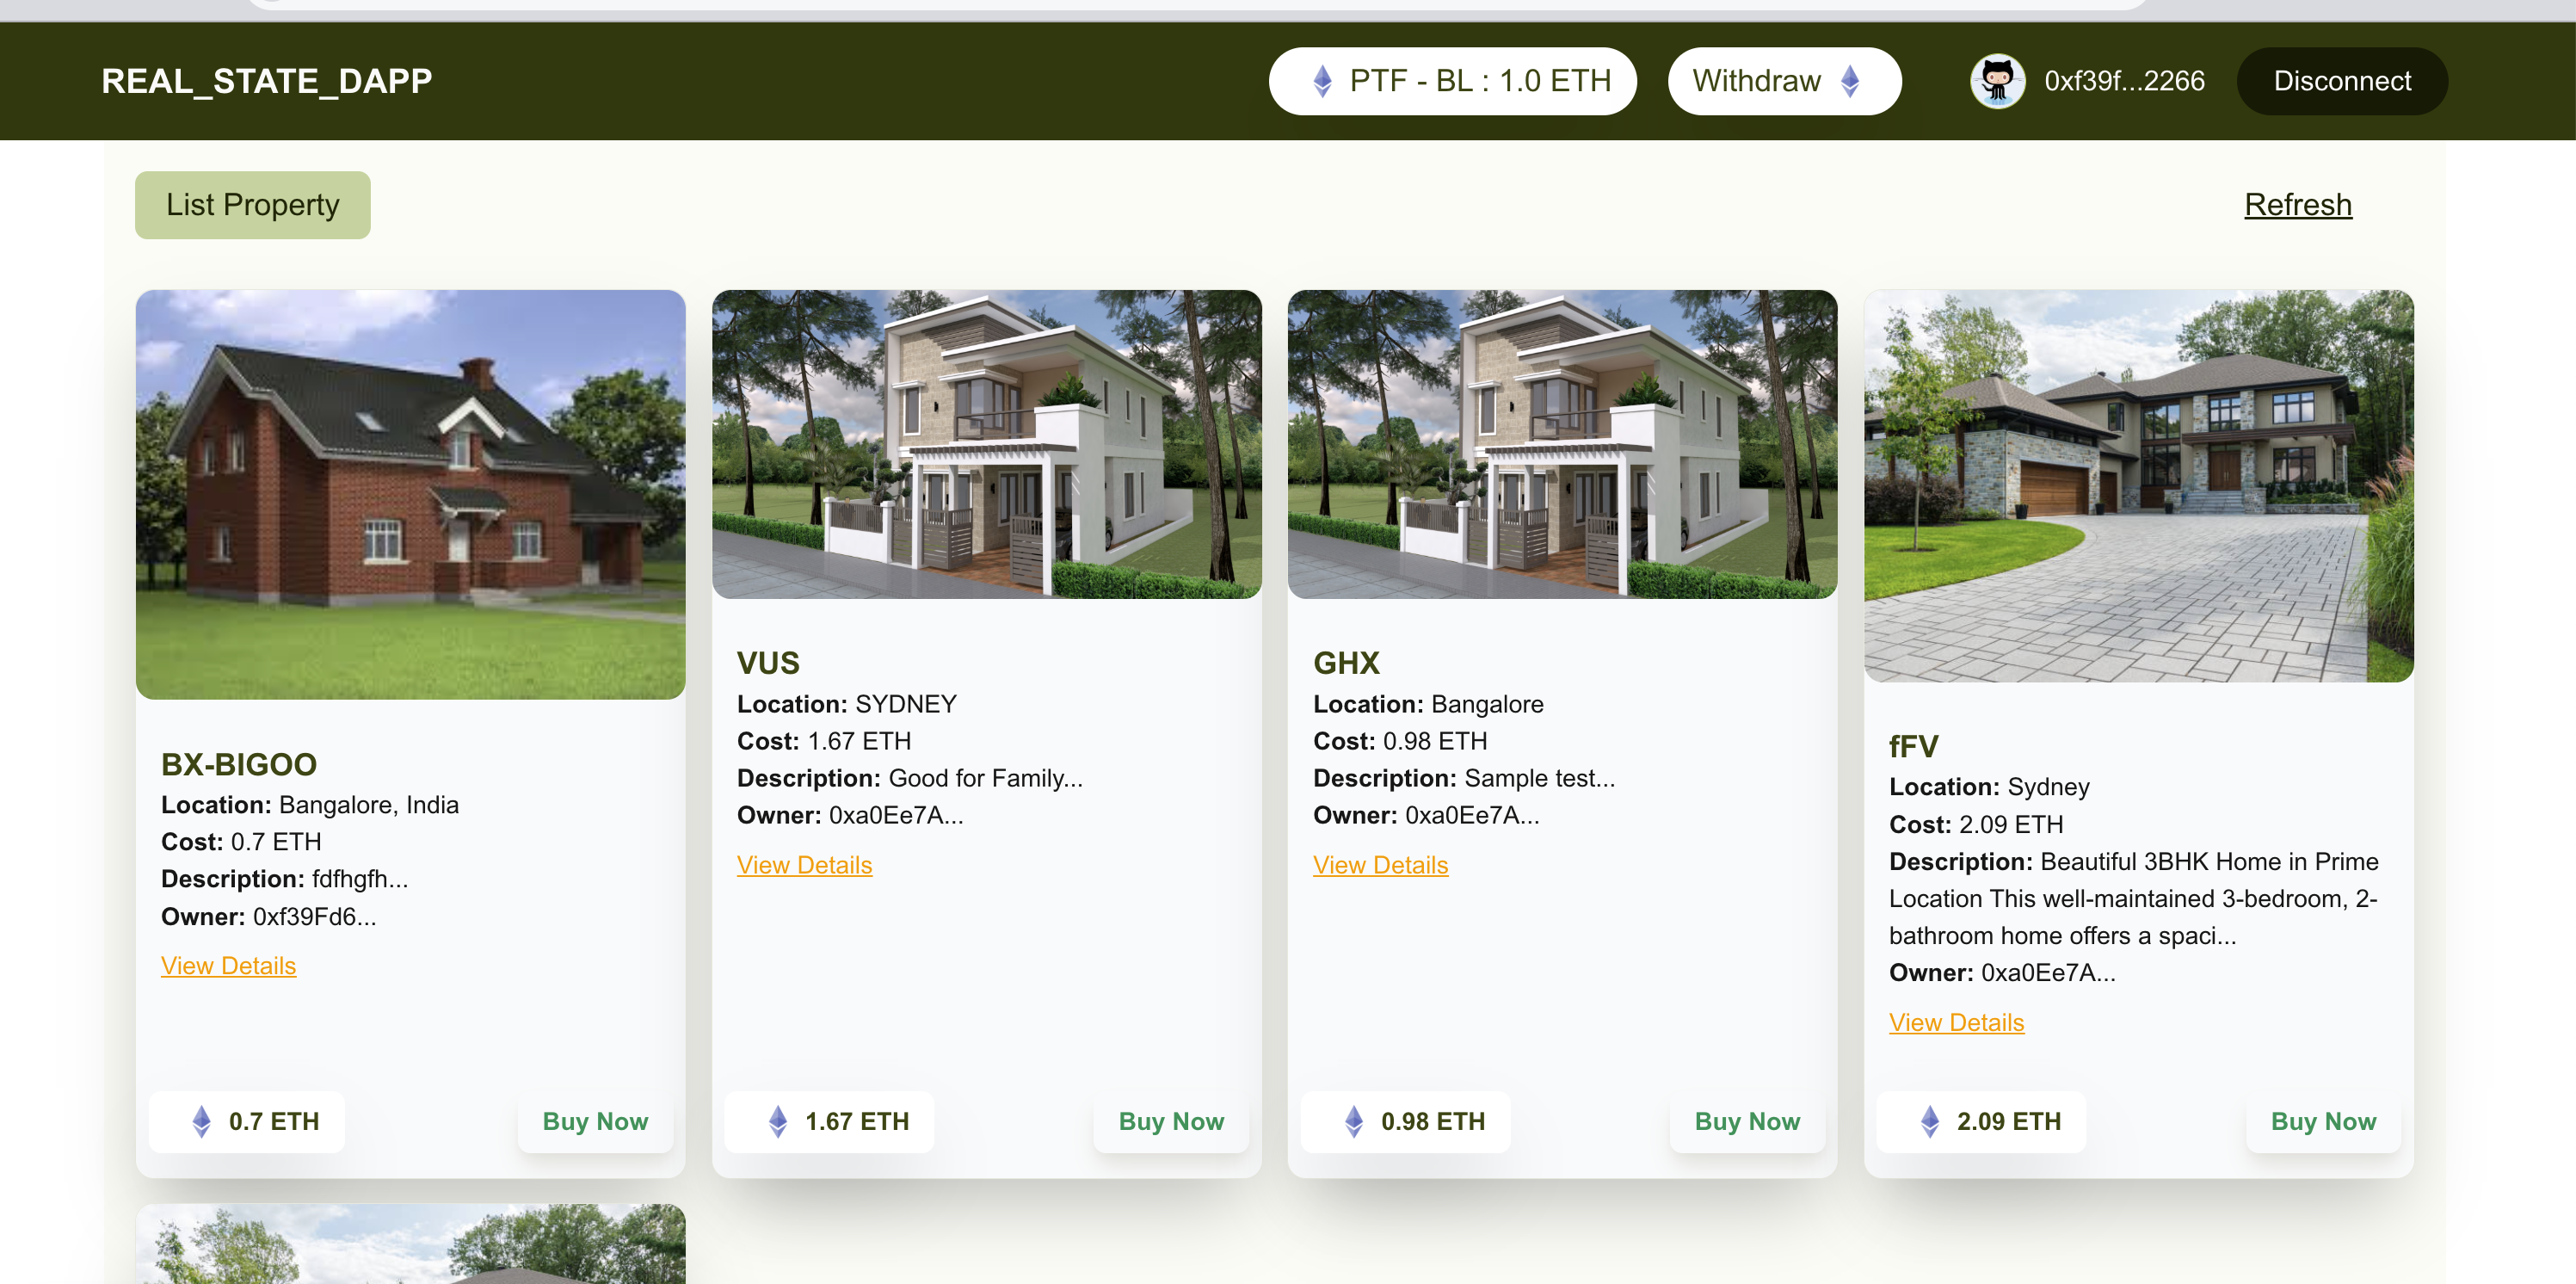 REAL_STATE_DAPP
PTF - BL : 1.0 ETH
Withdraw
0xf39f...2266
Disconnect
List Property
Refresh
BX-BIGOO
Location: Bangalore, India
Cost: 0.7 ETH
Description: fdfhgfh...
Owner: 0xf39Fd6...
View Details
0.7 ETH
Buy Now
VUS
Location: SYDNEY
Cost: 1.67 ETH
Description: Good for Family...
Owner: 0xa0Ee7A...
View Details
1.67 ETH
Buy Now
GHX
Location: Bangalore
Cost: 0.98 ETH
Description: Sample test...
Owner: 0xa0Ee7A...
View Details
0.98 ETH
Buy Now
fFV
Location: Sydney
Cost: 2.09 ETH
Description: Beautiful 3BHK Home in Prime
Location This well-maintained 3-bedroom, 2-
bathroom home offers a spaci...
Owner: 0xa0Ee7A...
View Details
2.09 ETH
Buy Now